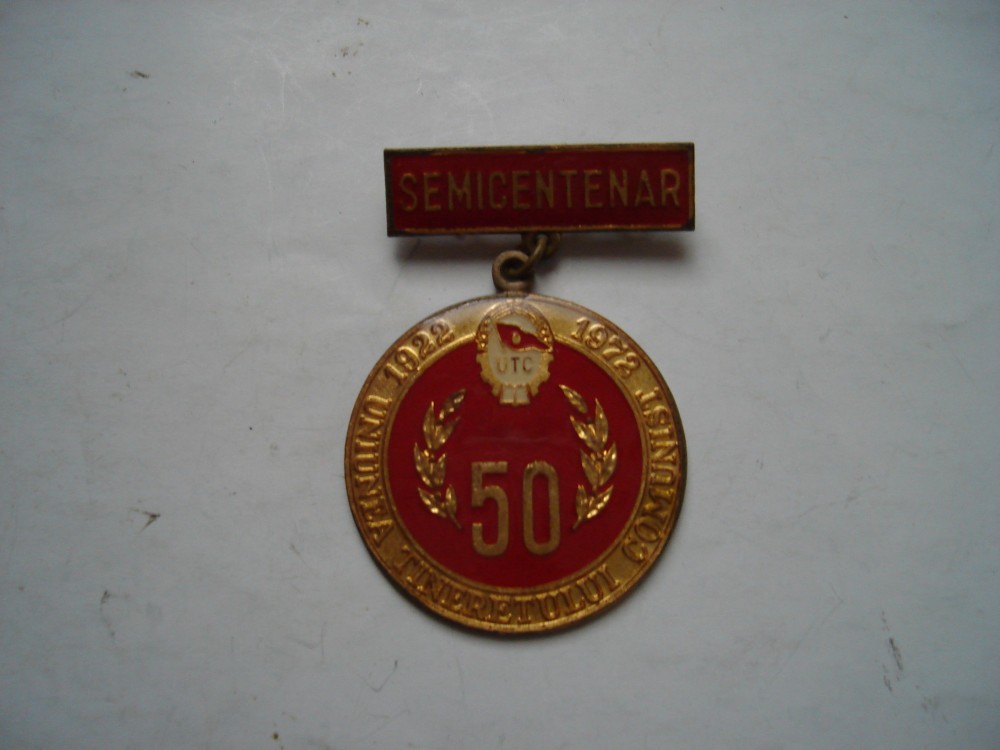 SEMICENTENAR
1922 1972
UTC
50
UNIUNEA TINERETULUI COMUNIST